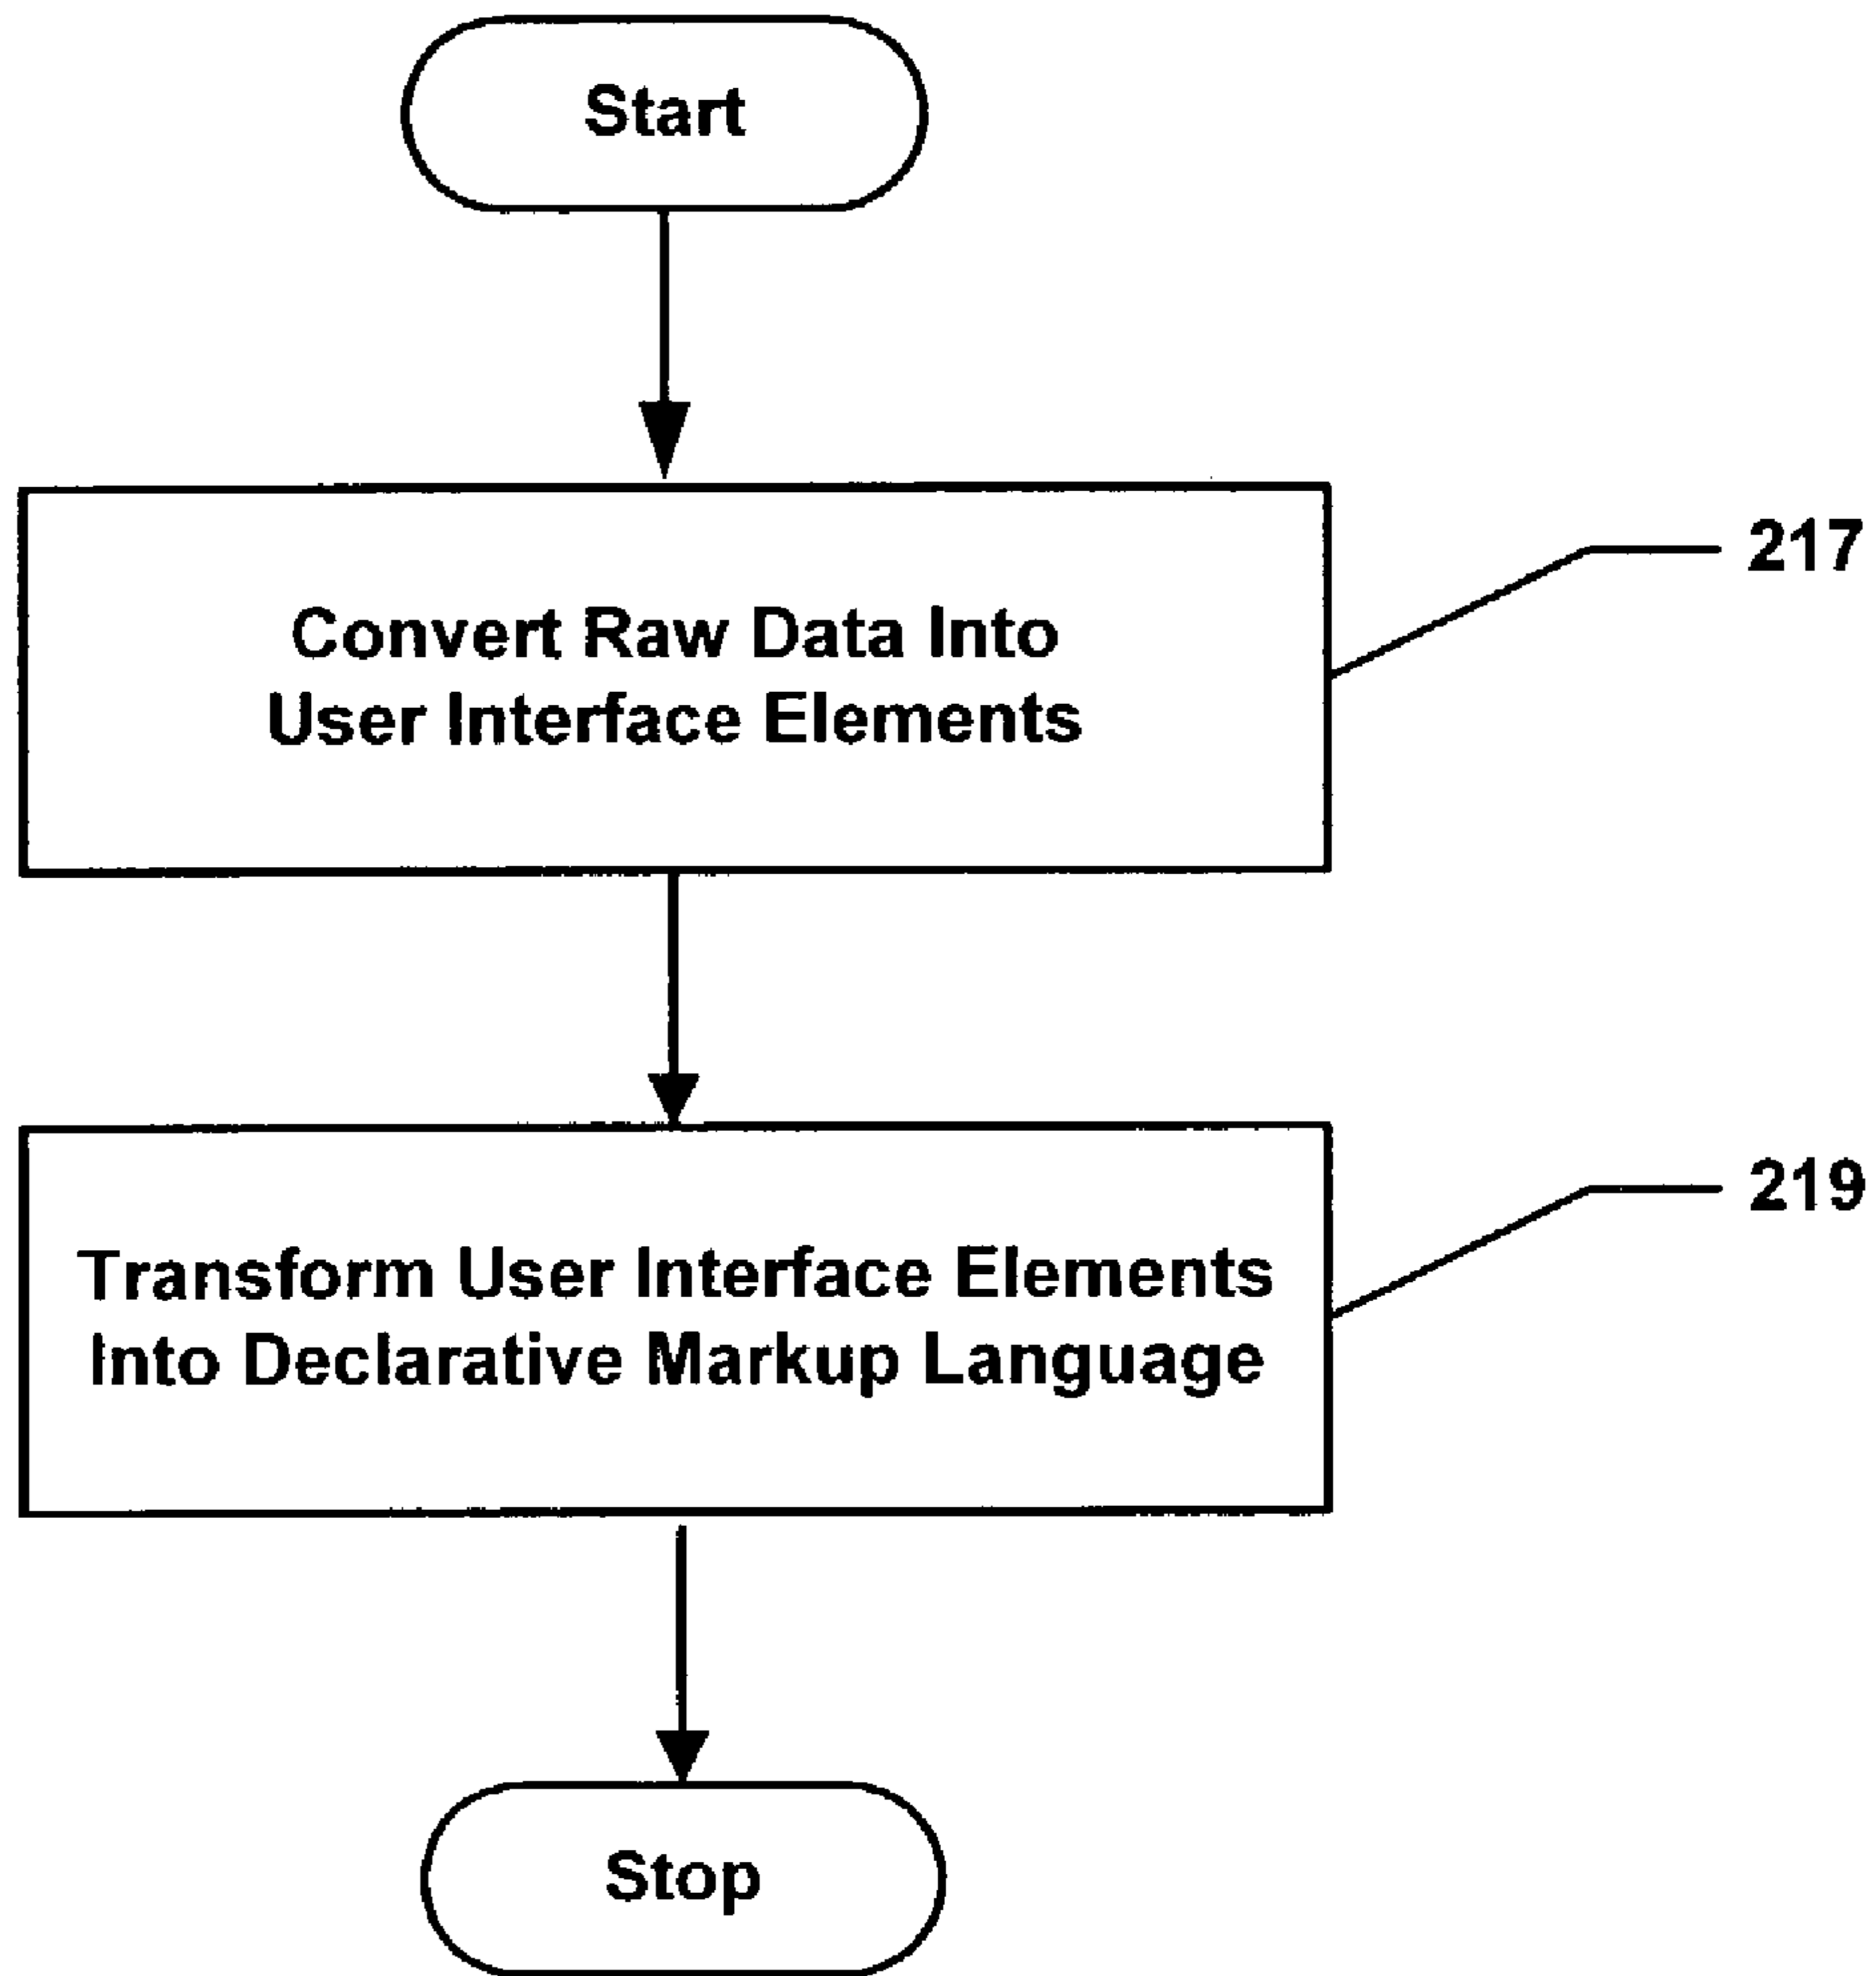 Start
217
Convert Raw Data Into
User Interface Elements
219
Transform User Interface Elements
Into Declarative Markup Language
Stop